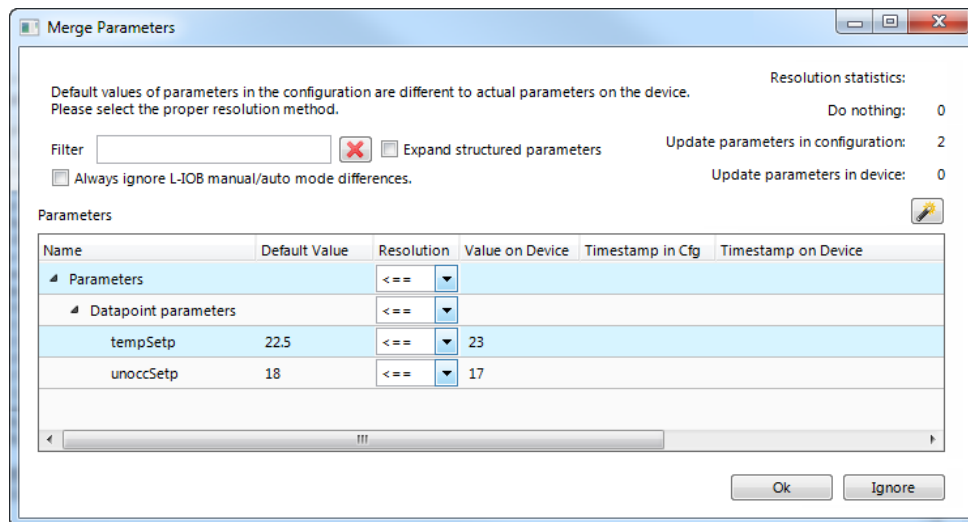 Merge Parameters
Default values of parameters in the configuration are different to actual parameters on the device.
Please select the proper resolution method.
Resolution statistics:
Do nothing: 0
Update parameters in configuration: 2
Update parameters in device: 0
Filter
Expand structured parameters
Always ignore L-IOB manual/auto mode differences.
Parameters
Name Default Value Resolution Value on Device Timestamp in Cfg Timestamp on Device
Parameters <==
Datapoint parameters <==
tempSetp 22.5 <== 23
unoccSetp 18 <== 17
Ok Ignore